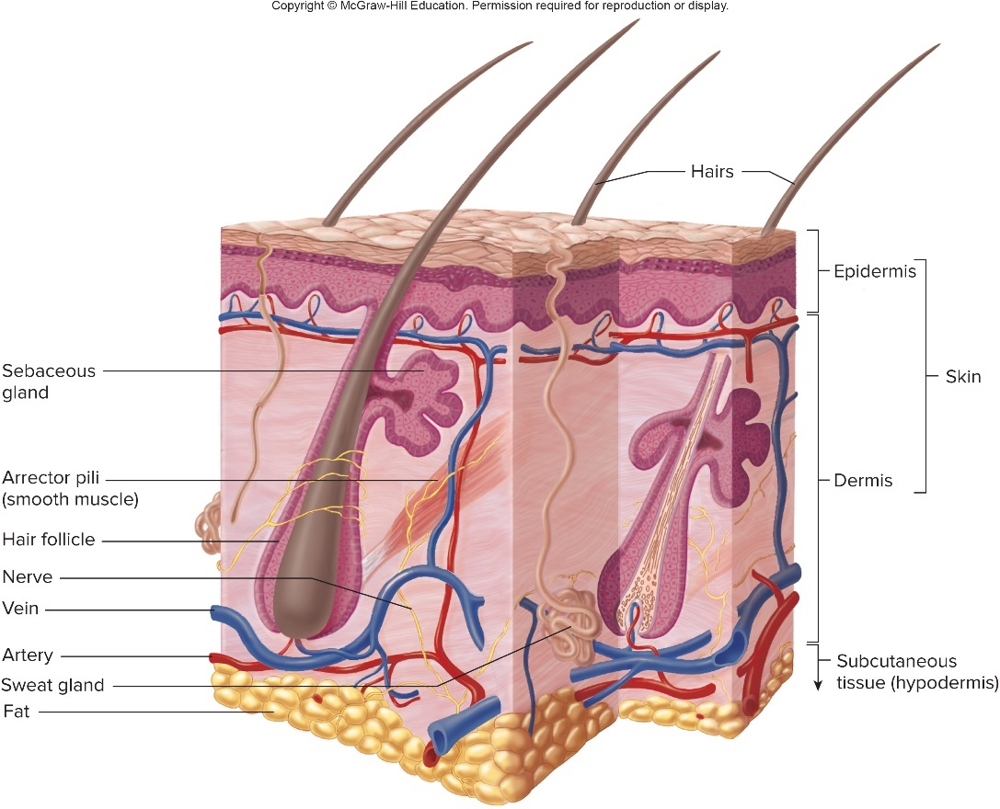 Copyright © McGraw-Hill Education. Permission required for reproduction or display.
Hairs
Epidermis
Sebaceous
gland
Skin
Arrector pili
(smooth muscle)
Dermis
Hair follicle
Nerve
Vein
Artery
Subcutaneous
tissue (hypodermis)
Sweat gland
Fat